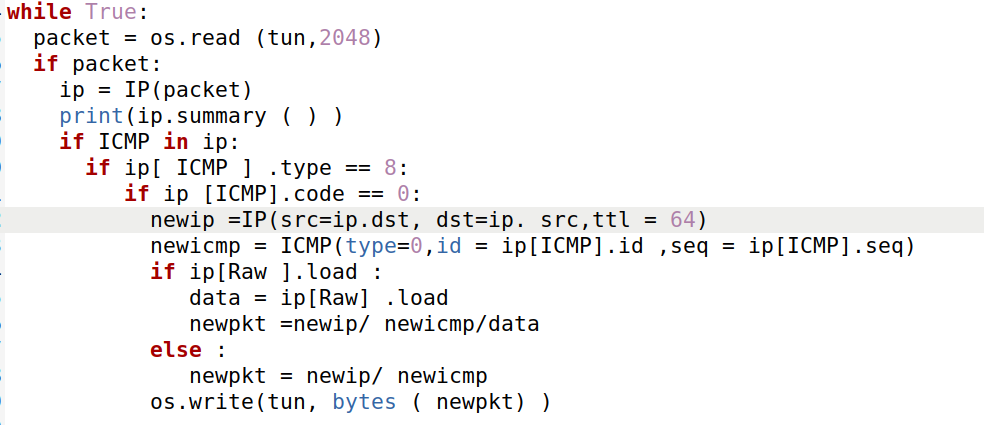 while True:
  packet = os.read (tun,2048)
  if packet:
    ip = IP(packet)
    print(ip.summary ( ) )
    if ICMP in ip:
      if ip[ ICMP ] .type == 8:
         if ip [ICMP].code == 0:
           newip =IP(src=ip.dst, dst=ip. src,ttl = 64)
           newicmp = ICMP(type=0,id = ip[ICMP].id ,seq = ip[ICMP].seq)
           if ip[Raw ].load :
              data = ip[Raw] .load
              newpkt =newip/ newicmp/data
           else :
              newpkt = newip/ newicmp
           os.write(tun, bytes ( newpkt) )